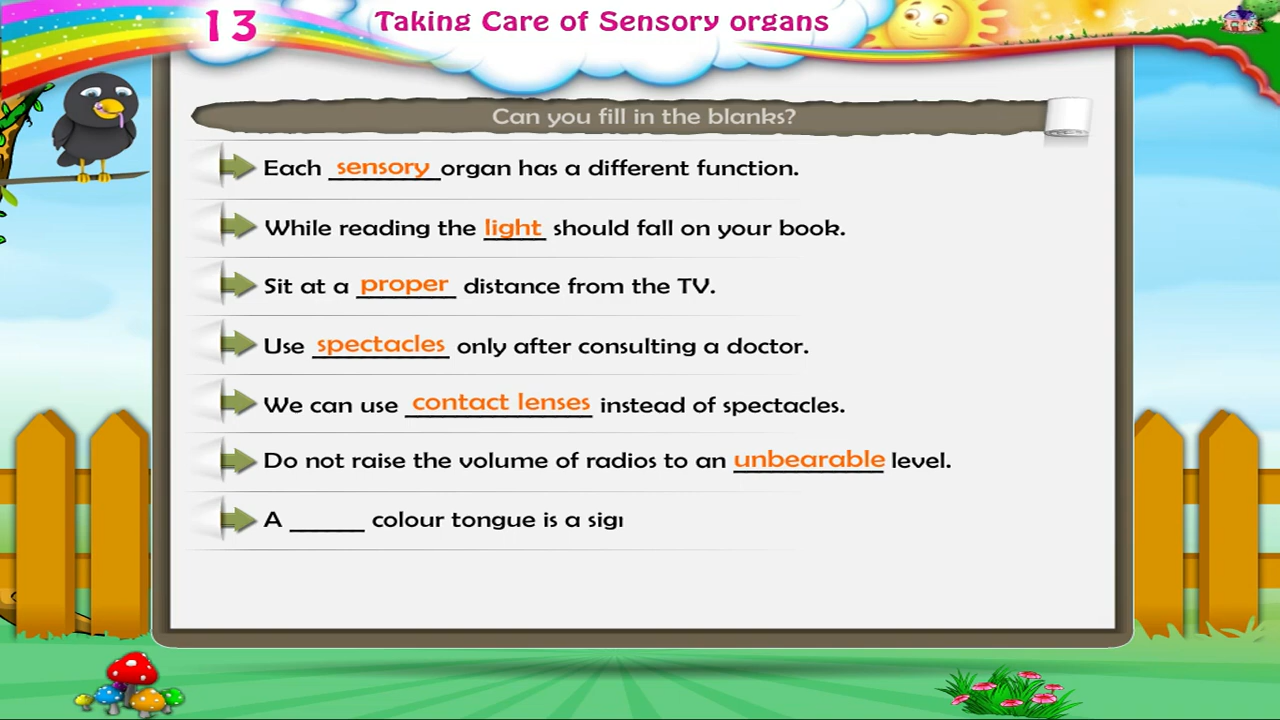 13
Taking Care of Sensory organs
Can you fill in the blanks?
Each sensory organ has a different function.
While reading the light should fall on your book.
Sit at a proper distance from the TV.
Use spectacles only after consulting a doctor.
We can use contact lenses instead of spectacles.
Do not raise the volume of radios to an unbearable level.
A ______ colour tongue is a